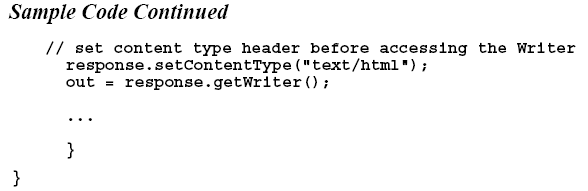 Sample Code Continued
// set content type header before accessing the Writer
response.setContentType("text/html");
out = response.getWriter();
...
}
}